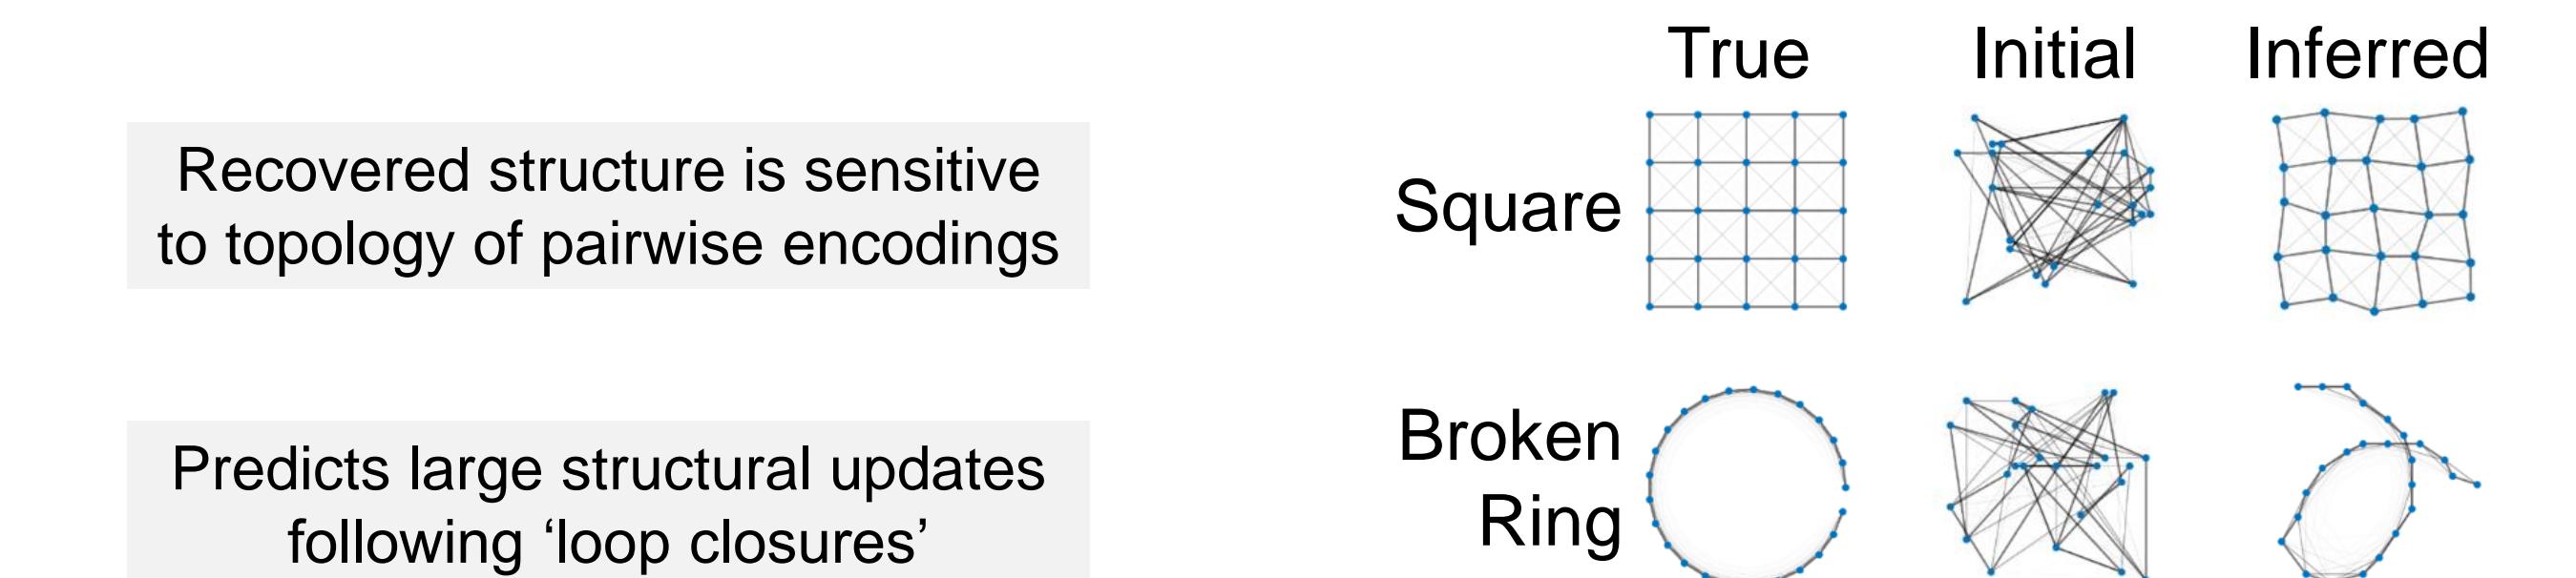 True Initial Inferred
Recovered structure is sensitive
to topology of pairwise encodings
Square
Predicts large structural updates
following ‘loop closures’
Broken
Ring